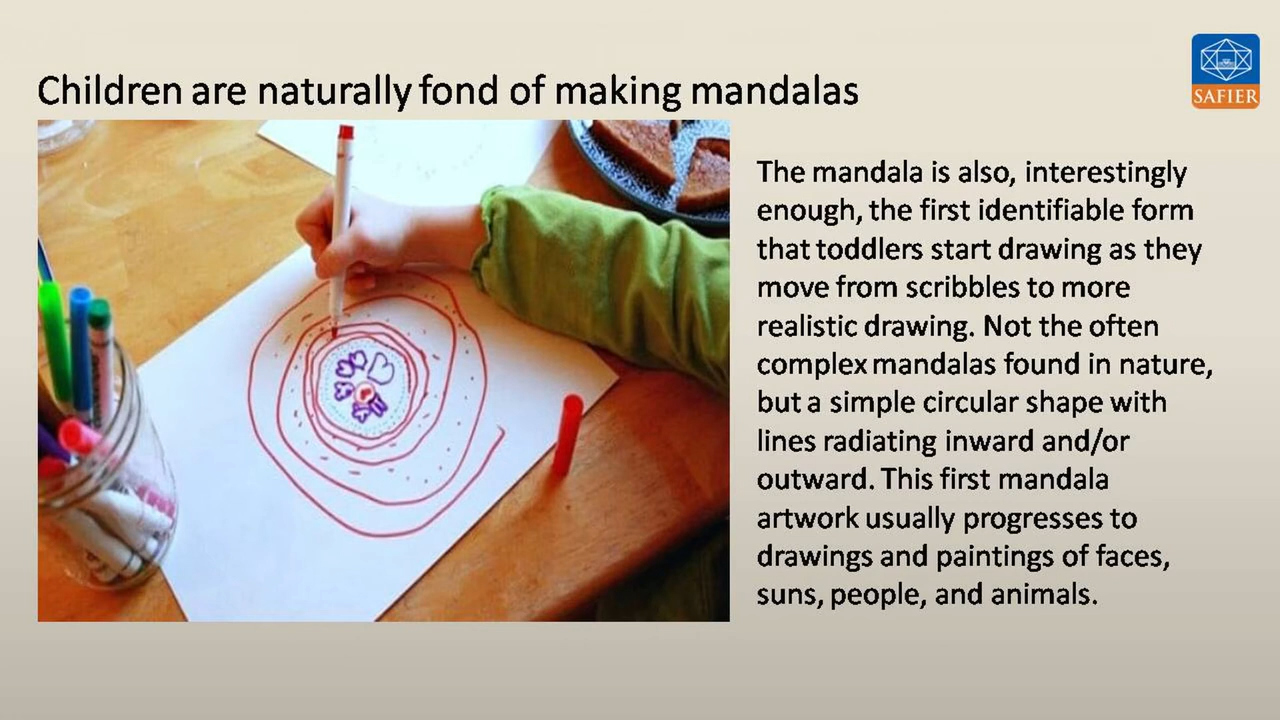 Children are naturally fond of making mandalas
SAFIER
The mandala is also, interestingly
enough, the first identifiable form
that toddlers start drawing as they
move from scribbles to more
realistic drawing. Not the often
complex mandalas found in nature,
but a simple circular shape with
lines radiating inward and/or
outward. This first mandala
artwork usually progresses to
drawings and paintings of faces,
suns, people, and animals.